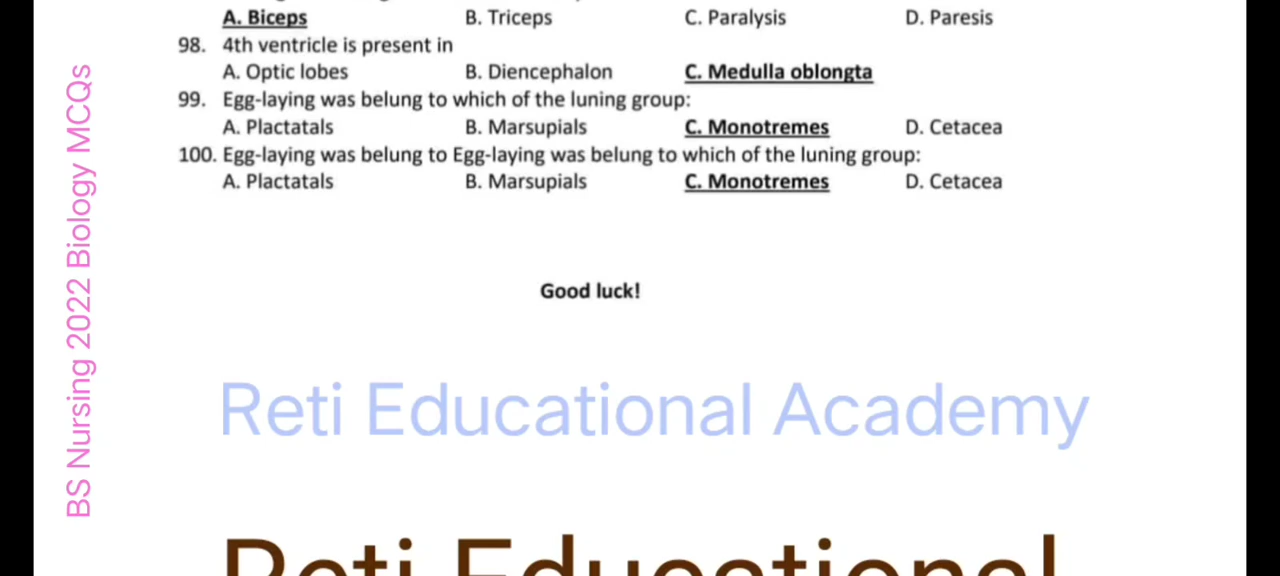 A. Biceps B. Triceps C. Paralysis D. Paresis
98. 4th ventricle is present in
A. Optic lobes B. Diencephalon C. Medulla oblongta
99. Egg-laying was belung to which of the luning group:
A. Plactatals B. Marsupials C. Monotremes D. Cetacea
100. Egg-laying was belung to Egg-laying was belung to which of the luning group:
A. Plactatals B. Marsupials C. Monotremes D. Cetacea
Good luck!
Reti Educational Academy
Reti Educational
BS Nursing 2022 Biology MCQs